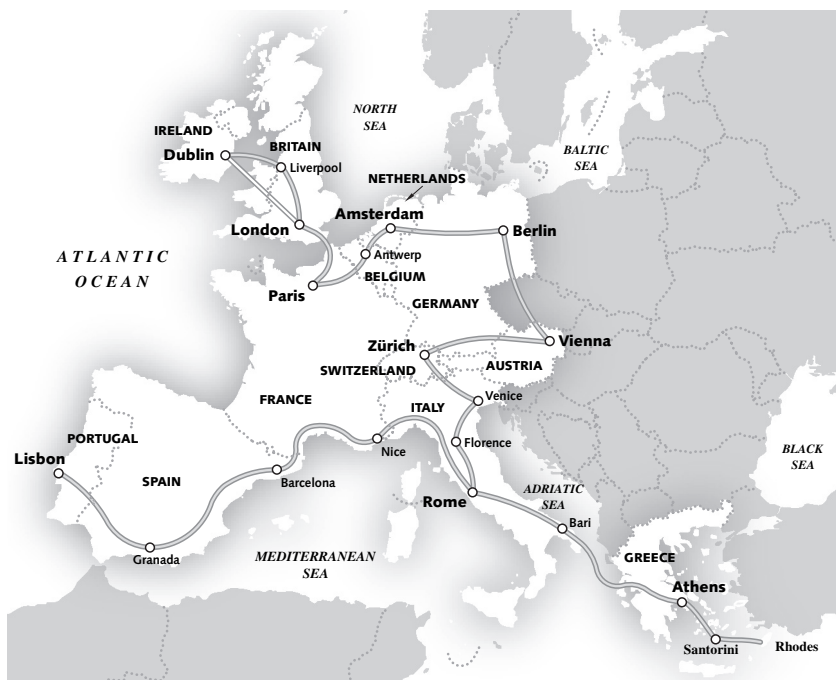 NORTH
SEA
IRELAND
Dublin
BRITAIN
Liverpool
BALTIC
SEA
NETHERLANDS
Amsterdam
London
Berlin
ATLANTIC
OCEAN
Antwerp
BELGIUM
Paris
GERMANY
Zürich
Vienna
SWITZERLAND
AUSTRIA
FRANCE
Venice
ITALY
PORTUGAL
Florence
Nice
BLACK
SEA
Lisbon
SPAIN
Barcelona
Rome
ADRIATIC
SEA
Bari
Granada
MEDITERRANEAN
SEA
GREECE
Athens
Santorini
Rhodes